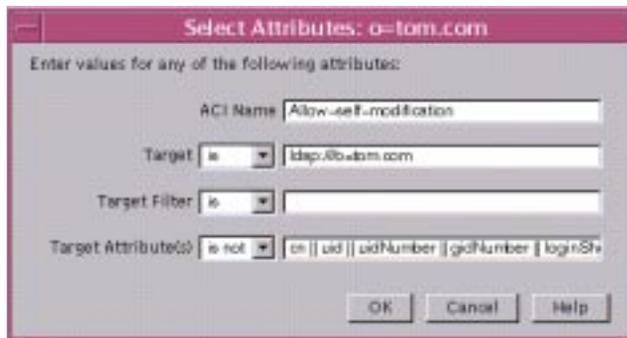 Select Attributes: o=tom.com
Enter values for any of the following attributes:
ACI Name Allow-self-modification
Target is ldap:///o=tom.com
Target Filter is
Target Attribute(s) is not cn || uid || uidNumber || gidNumber || loginShe
OK Cancel Help